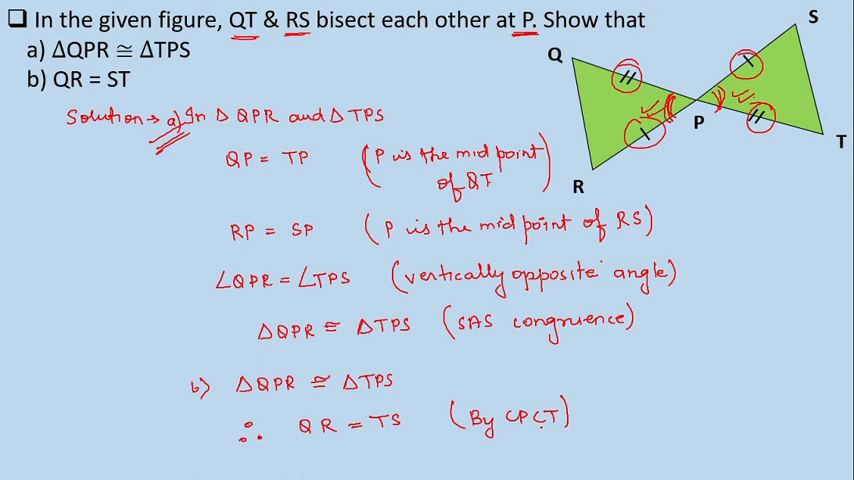 ❑ In the given figure, QT & RS bisect each other at P. Show that
a) ΔQPR ≅ ΔTPS
b) QR = ST
S
Q
P
T
R
Solution → a) In Δ QPR and Δ TPS
QP = TP (P is the mid point
of QT)
RP = SP (P is the mid point of RS)
∠QPR = ∠TPS (vertically opposite angle)
ΔQPR ≅ ΔTPS (SAS congruence)
b) ΔQPR ≅ ΔTPS
∴ QR = TS (By CPCT)